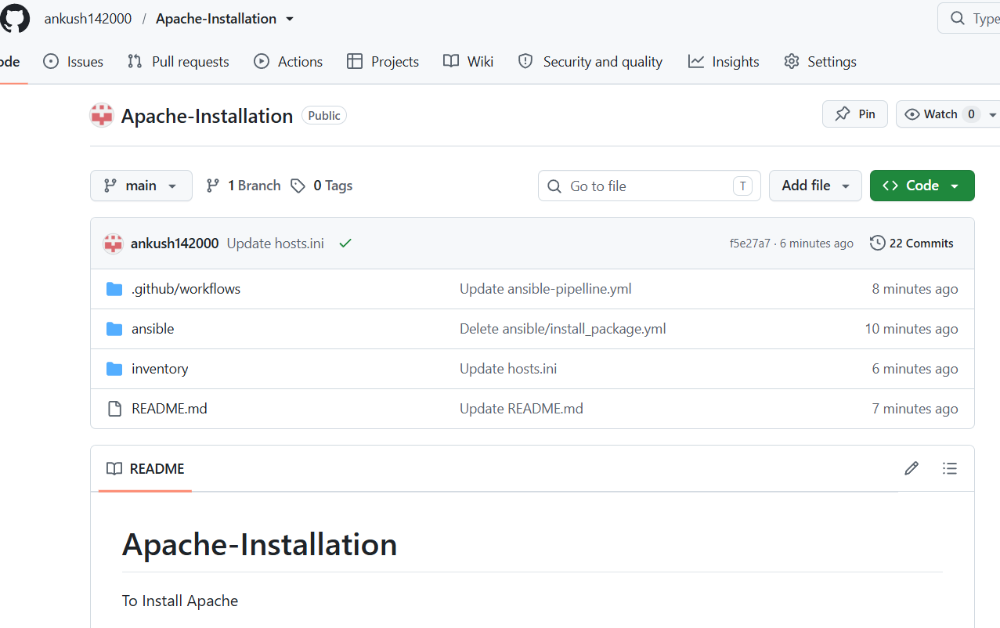 ankush142000 / Apache-Installation
Type
ode Issues Pull requests Actions Projects Wiki Security and quality Insights Settings
Apache-Installation Public Pin Watch 0
main 1 Branch 0 Tags Go to file T Add file <> Code
ankush142000 Update hosts.ini f5e27a7 · 6 minutes ago 22 Commits
.github/workflows Update ansible-pipelline.yml 8 minutes ago
ansible Delete ansible/install_package.yml 10 minutes ago
inventory Update hosts.ini 6 minutes ago
README.md Update README.md 7 minutes ago
README
Apache-Installation
To Install Apache